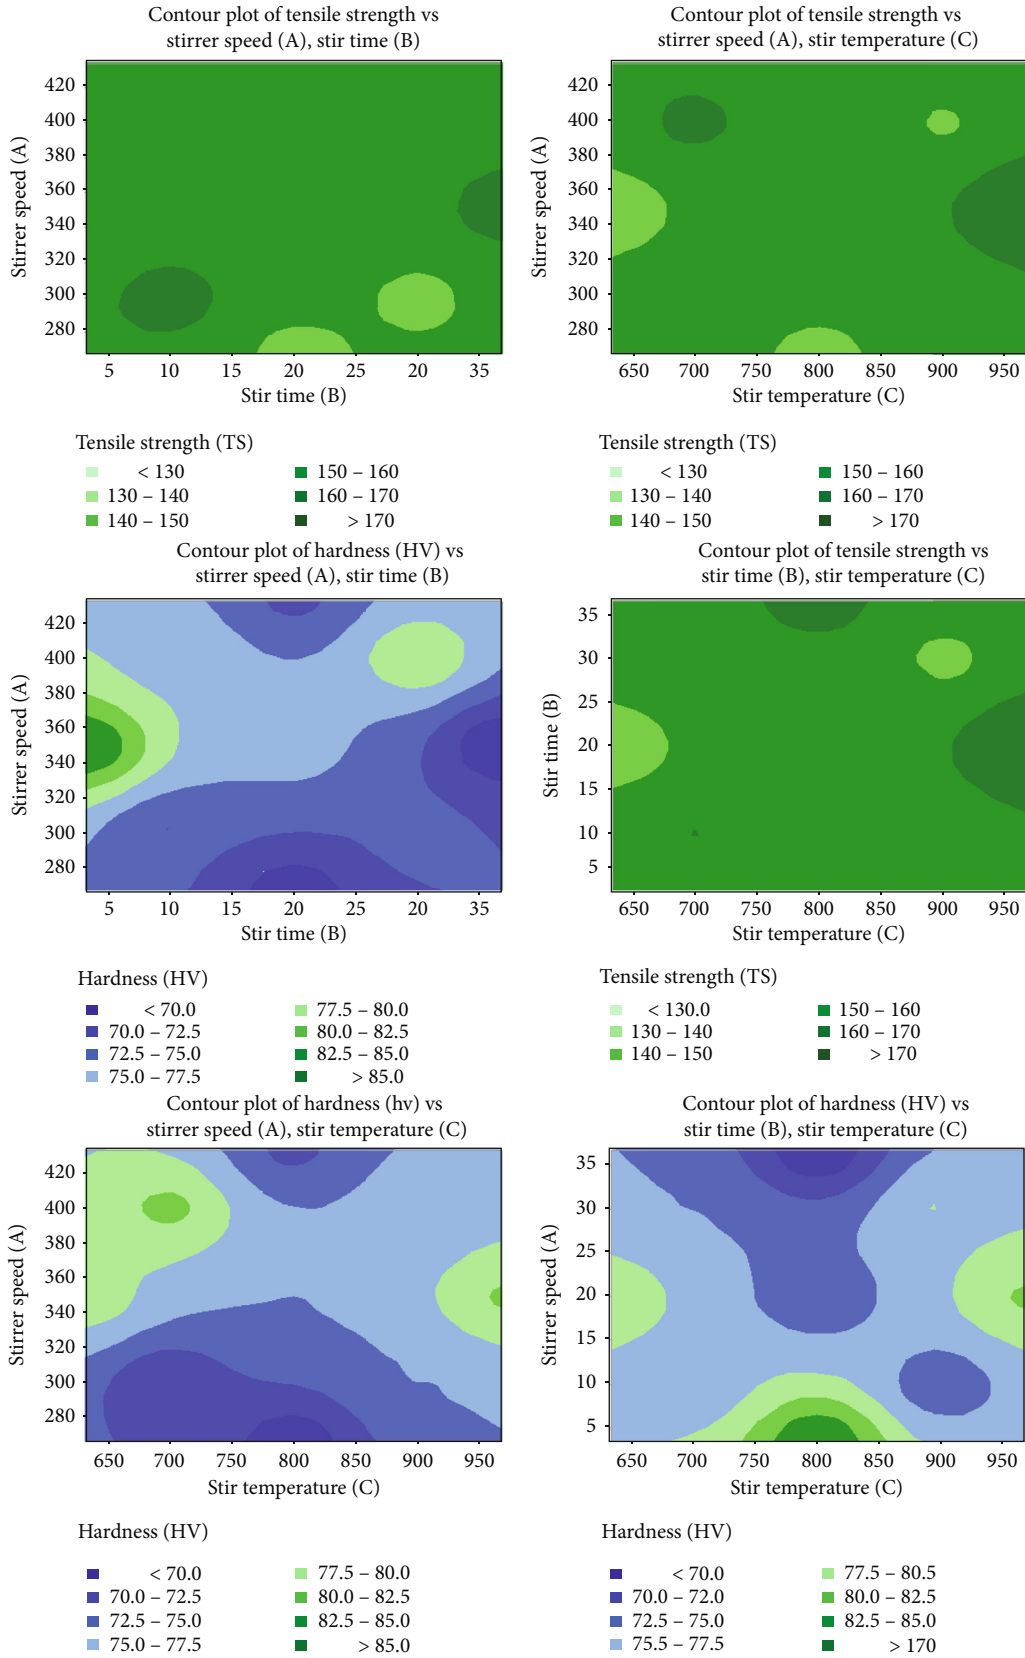 Contour plot of tensile strength vs
stirrer speed (A), stir time (B)
Stirrer speed (A)
420
400
380
360
340
320
300
280
5 10 15 20 20 20 35
Stir time (B)
Tensile strength (TS)
< 130
130 – 140
140 – 150
150 – 160
160 – 170
> 170
Contour plot of tensile strength vs
stirrer speed (A), stir temperature (C)
Stirrer speed (A)
420
400
380
360
340
320
300
280
650 700 750 800 850 900 950
Stir temperature (C)
Tensile strength (TS)
< 130
130 – 140
140 – 150
150 – 160
160 – 170
> 170
Contour plot of hardness (HV) vs
stirrer speed (A), stir time (B)
Stirrer speed (A)
420
400
380
360
340
320
300
280
5 10 15 20 20 30 35
Stir time (B)
Hardness (HV)
< 70.0
70.0 – 72.5
72.5 – 75.0
75.0 – 77.5
77.5 – 80.0
80.0 – 82.5
82.5 – 85.0
> 85.0
Contour plot of tensile strength vs
stir time (B), stir temperature (C)
Stir time (B)
35
30
25
20
15
10
5
650 700 750 800 850 900 950
Stir temperature (C)
Tensile strength (TS)
< 130.0
130 – 140
140 – 150
150 – 160
160 – 170
> 170
Contour plot of hardness (hv) vs
stirrer speed (A), stir temperature (C)
Stirrer speed (A)
420
400
380
360
340
320
300
280
650 700 750 800 850 900 950
Stir temperature (C)
Hardness (HV)
< 70.0
70.0 – 72.5
72.5 – 75.0
75.0 – 77.5
77.5 – 80.0
80.0 – 82.5
82.5 – 85.0
> 85.0
Contour plot of hardness (HV) vs
stir time (B), stir temperature (C)
Stirrer speed (A)
35
30
25
20
15
10
5
650 700 750 800 850 900 950
Stir temperature (C)
Hardness (HV)
<70.0
70.0 – 72.0
72.5 – 75.0
75.5 – 77.5
77.5 – 80.5
80.0 – 82.5
82.5 – 85.0
> 170